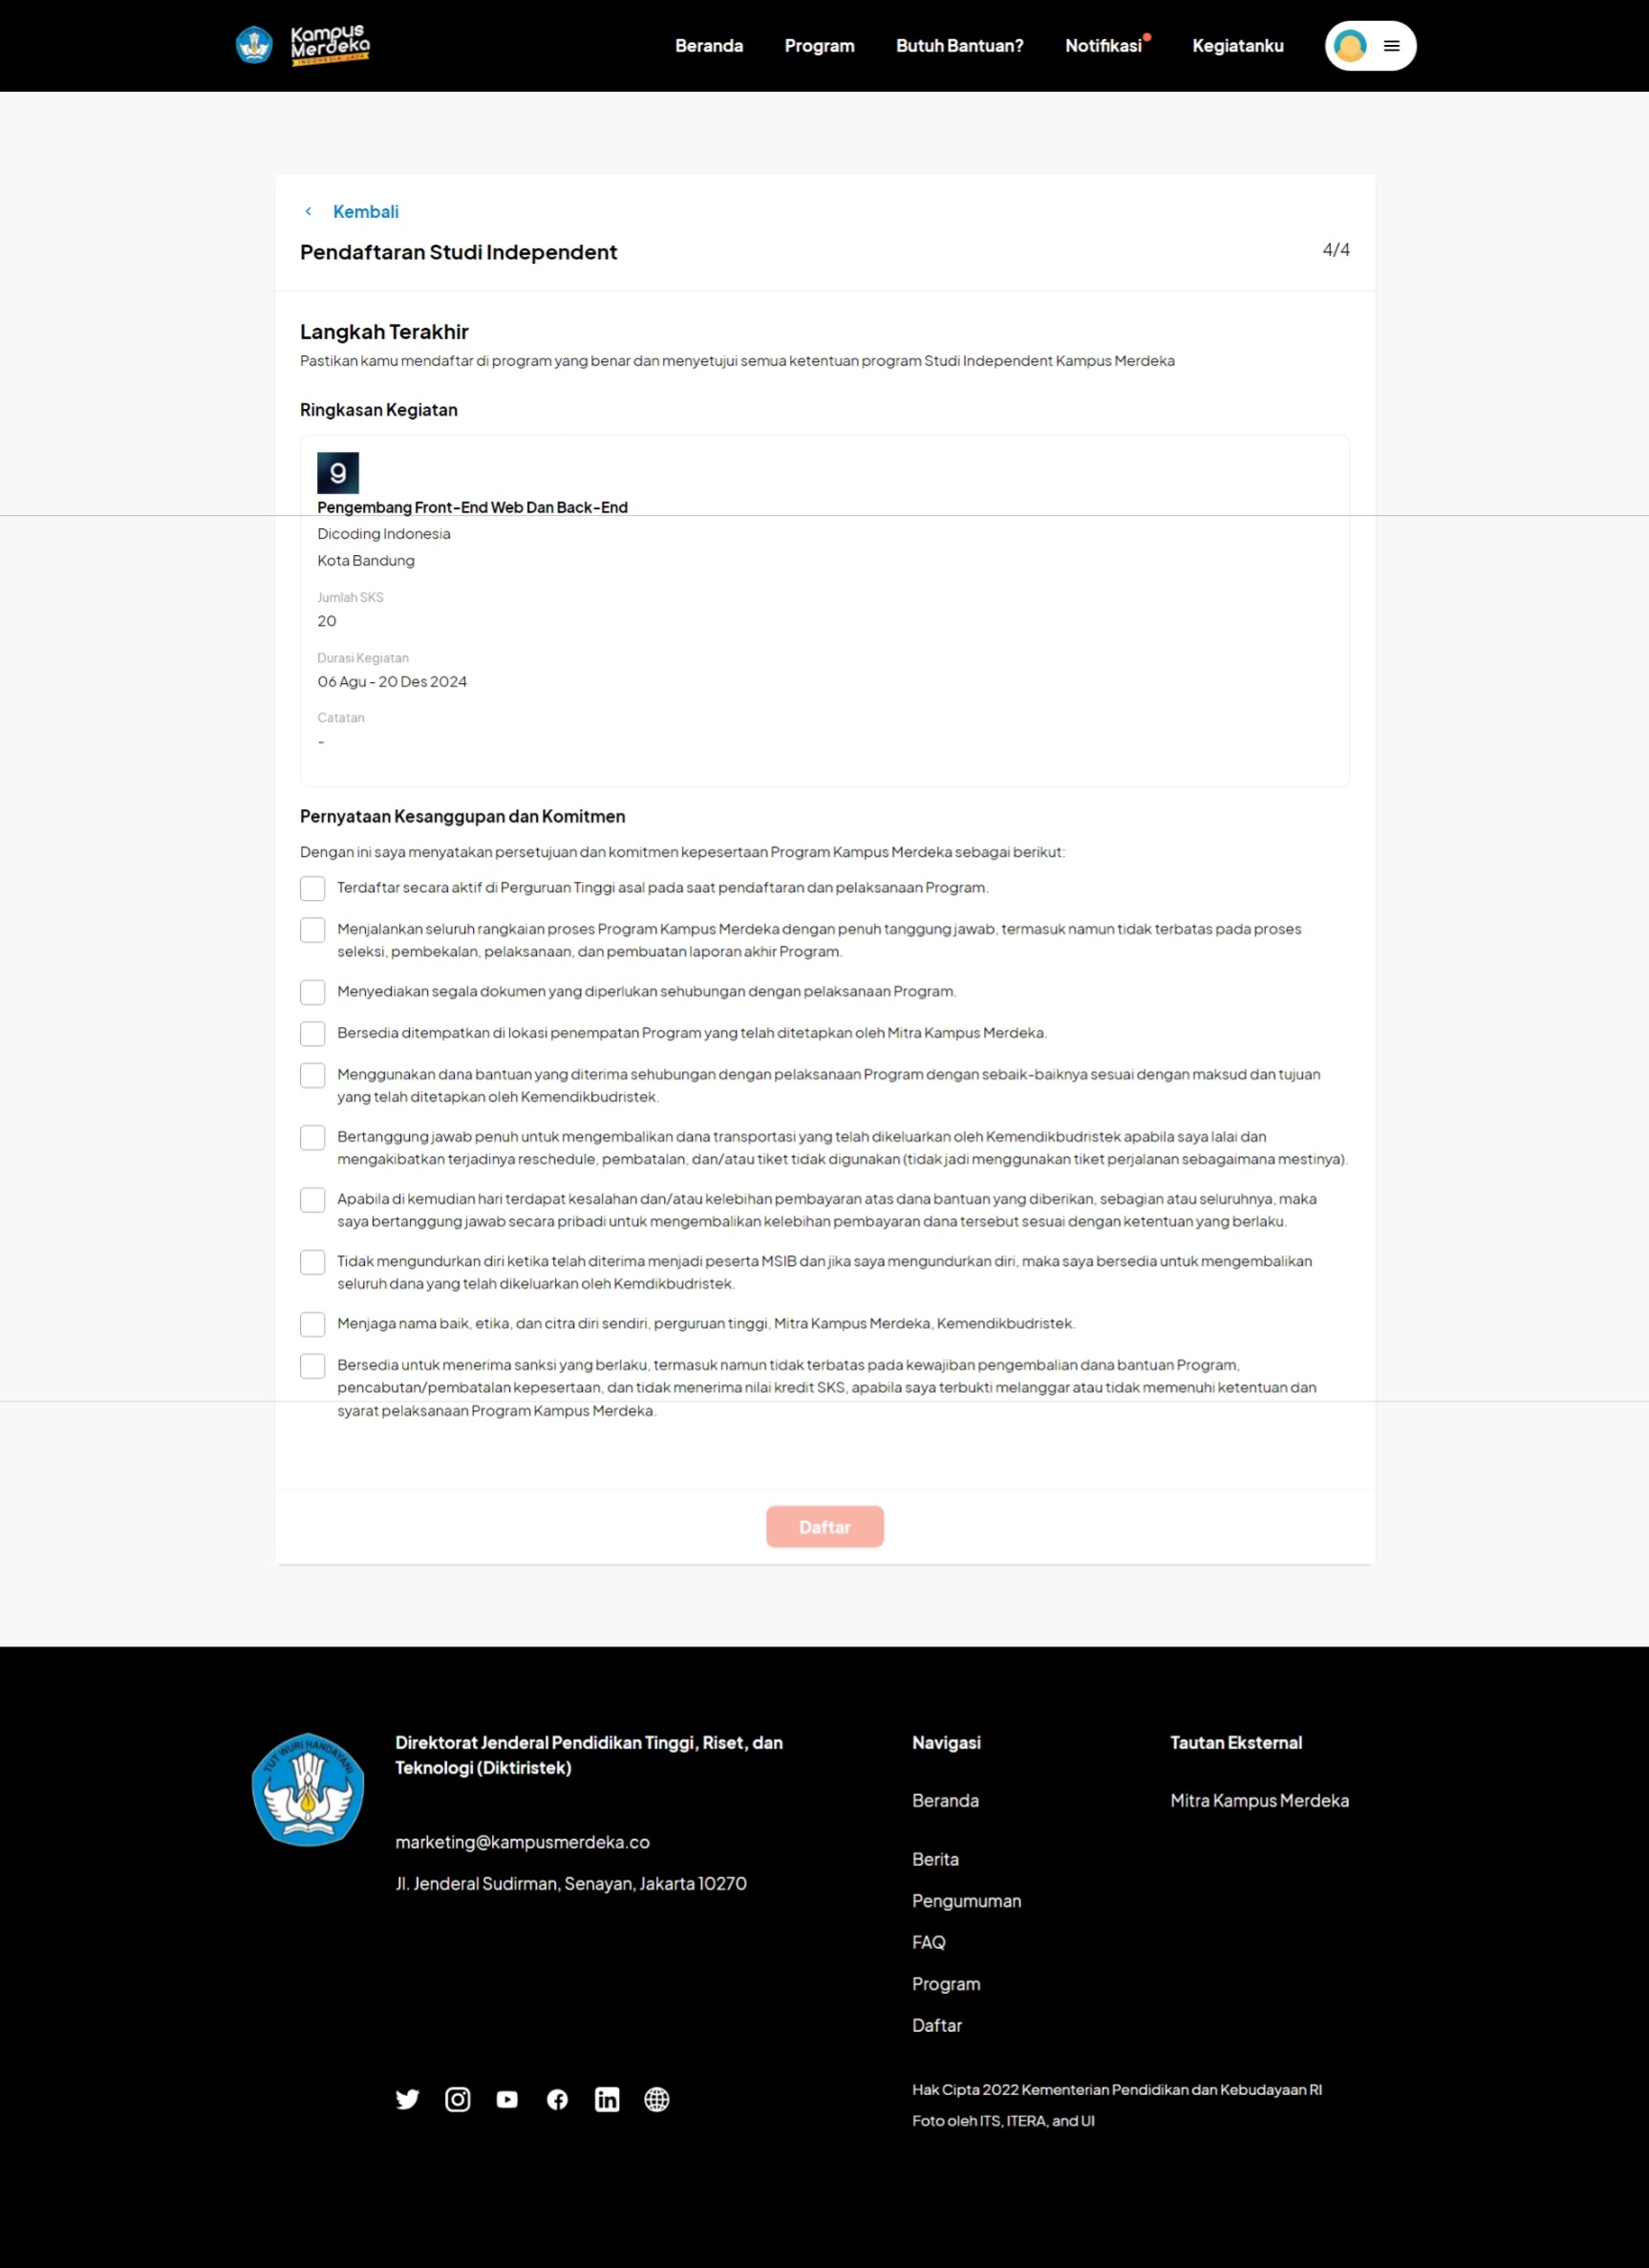 Kampus
Merdeka
INDONESIA JAYA
Beranda
Program
Butuh Bantuan?
Notifikasi
Kegiatanku
Kembali
Pendaftaran Studi Independent
4/4
Langkah Terakhir
Pastikan kamu mendaftar di program yang benar dan menyetujui semua ketentuan program Studi Independent Kampus Merdeka
Ringkasan Kegiatan
Pengembang Front-End Web Dan Back-End
Dicoding Indonesia
Kota Bandung
Jumlah SKS
20
Durasi Kegiatan
06 Agu - 20 Des 2024
Catatan
-
Pernyataan Kesanggupan dan Komitmen
Dengan ini saya menyatakan persetujuan dan komitmen kepesertaan Program Kampus Merdeka sebagai berikut:
Terdaftar secara aktif di Perguruan Tinggi asal pada saat pendaftaran dan pelaksanaan Program.
Menjalankan seluruh rangkaian proses Program Kampus Merdeka dengan penuh tanggung jawab, termasuk namun tidak terbatas pada proses
seleksi, pembekalan, pelaksanaan, dan pembuatan laporan akhir Program.
Menyediakan segala dokumen yang diperlukan sehubungan dengan pelaksanaan Program.
Bersedia ditempatkan di lokasi penempatan Program yang telah ditetapkan oleh Mitra Kampus Merdeka.
Menggunakan dana bantuan yang diterima sehubungan dengan pelaksanaan Program dengan sebaik-baiknya sesuai dengan maksud dan tujuan
yang telah ditetapkan oleh Kemendikbudristek.
Bertanggung jawab penuh untuk mengembalikan dana transportasi yang telah dikeluarkan oleh Kemendikbudristek apabila saya lalai dan
mengakibatkan terjadinya reschedule, pembatalan, dan/atau tiket tidak digunakan (tidak jadi menggunakan tiket perjalanan sebagaimana mestinya).
Apabila di kemudian hari terdapat kesalahan dan/atau kelebihan pembayaran atas dana bantuan yang diberikan, sebagian atau seluruhnya, maka
saya bertanggung jawab secara pribadi untuk mengembalikan kelebihan pembayaran dana tersebut sesuai dengan ketentuan yang berlaku.
Tidak mengundurkan diri ketika telah diterima menjadi peserta MSIB dan jika saya mengundurkan diri, maka saya bersedia untuk mengembalikan
seluruh dana yang telah dikeluarkan oleh Kemdikbudristek.
Menjaga nama baik, etika, dan citra diri sendiri, perguruan tinggi, Mitra Kampus Merdeka, Kemendikbudristek.
Bersedia untuk menerima sanksi yang berlaku, termasuk namun tidak terbatas pada kewajiban pengembalian dana bantuan Program,
pencabutan/pembatalan kepesertaan, dan tidak menerima nilai kredit SKS, apabila saya terbukti melanggar atau tidak memenuhi ketentuan dan
syarat pelaksanaan Program Kampus Merdeka.
Daftar
TUT WURI HANDAYANI
Direktorat Jenderal Pendidikan Tinggi, Riset, dan
Teknologi (Diktiristek)
marketing@kampusmerdeka.co
Jl. Jenderal Sudirman, Senayan, Jakarta 10270
Navigasi
Beranda
Berita
Pengumuman
FAQ
Program
Daftar
Tautan Eksternal
Mitra Kampus Merdeka
Hak Cipta 2022 Kementerian Pendidikan dan Kebudayaan RI
Foto oleh ITS, ITERA, and UI